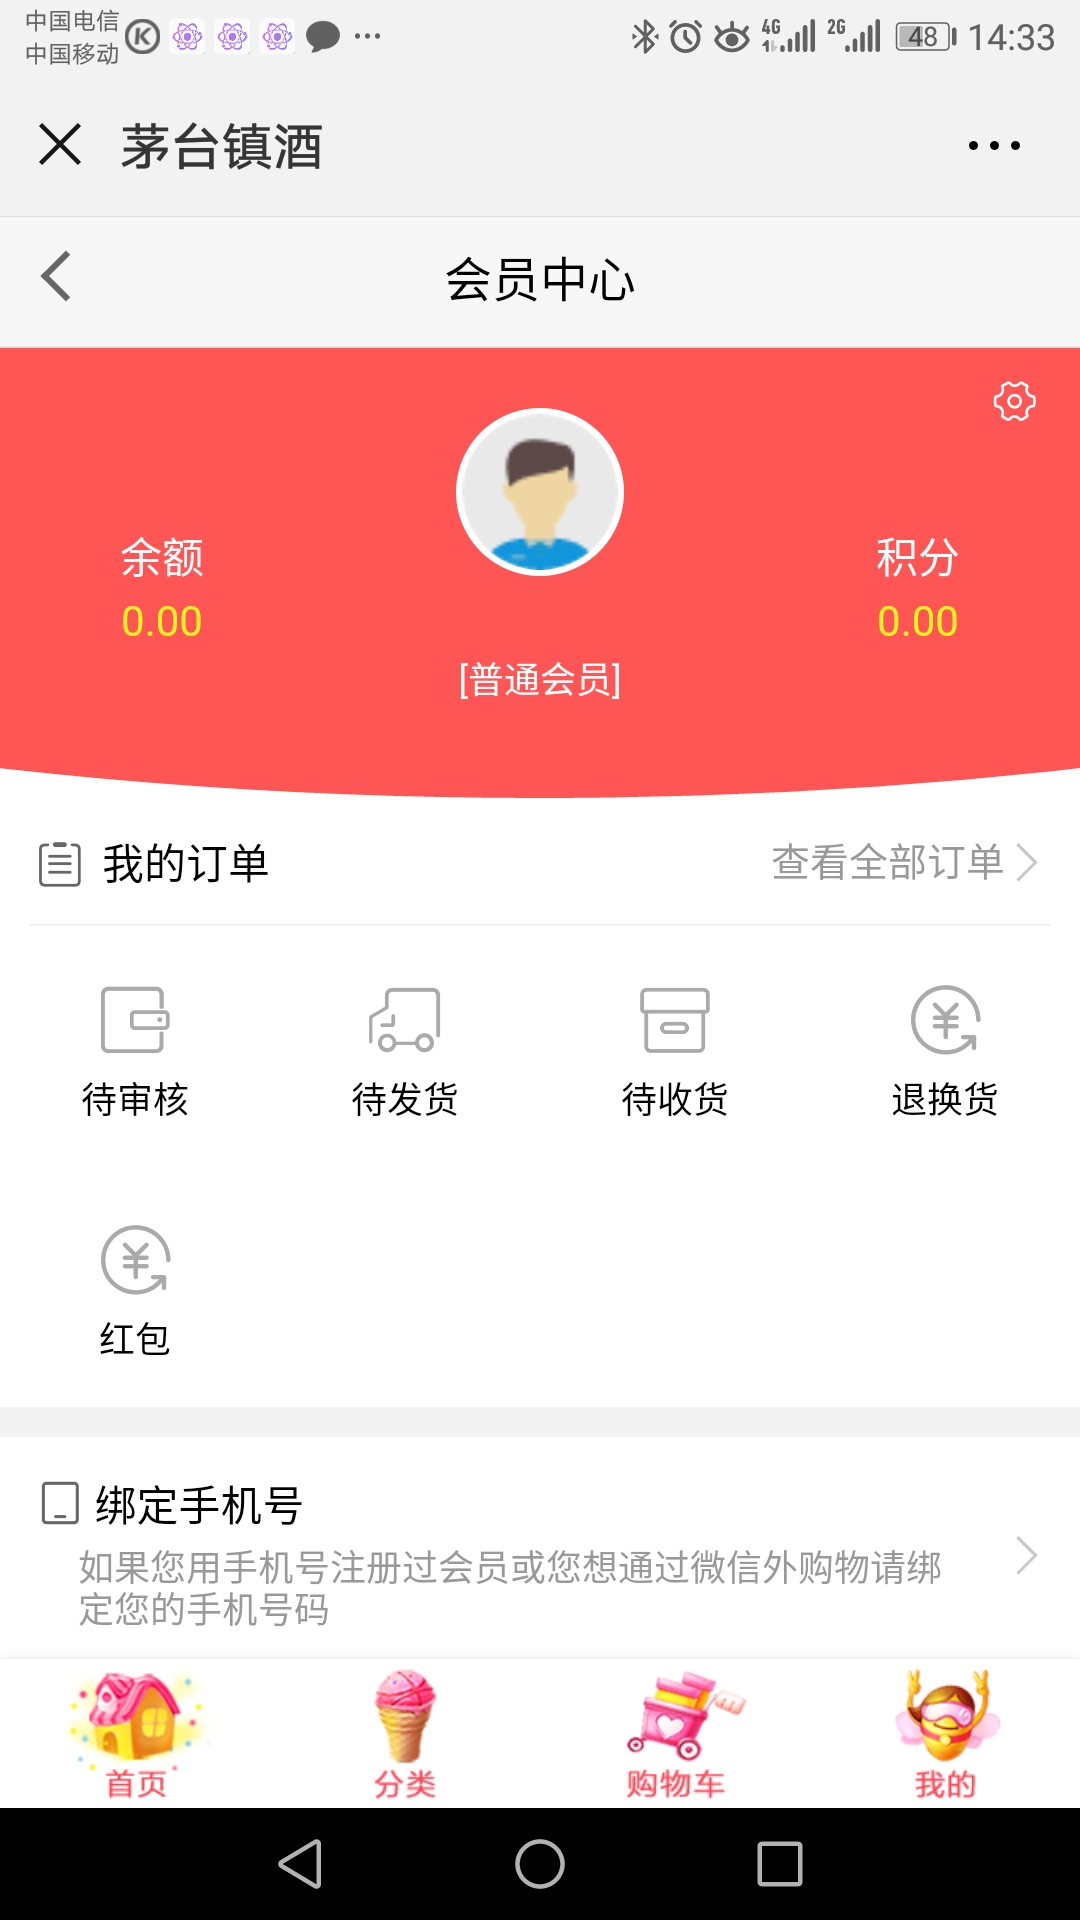 中国电信
中国移动
4G
2G
48
14:33
茅台镇酒
会员中心
余额
0.00
积分
0.00
[普通会员]
我的订单
查看全部订单
待审核
待发货
待收货
退换货
红包
绑定手机号
如果您用手机号注册过会员或您想通过微信外购物请绑
定您的手机号码
首页
分类
购物车
我的